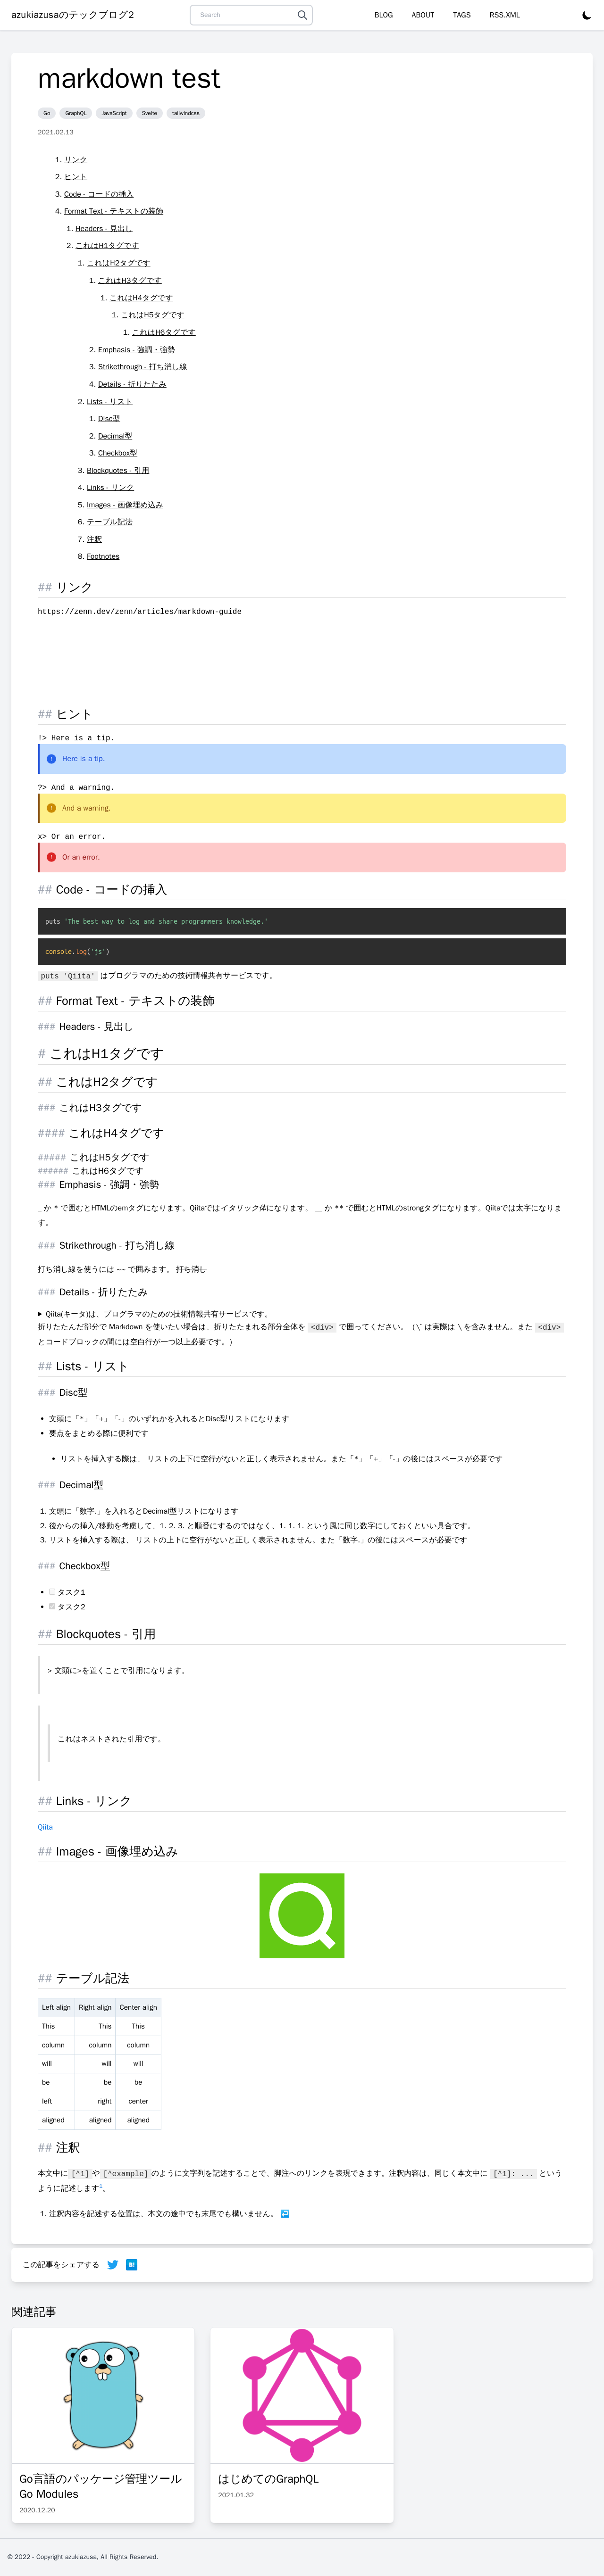 azukiazusaのテックブログ2
Search
BLOG
ABOUT
TAGS
RSS.XML
markdown test
Go
GraphQL
JavaScript
Svelte
tailwindcss
2021.02.13
1. リンク
2. ヒント
3. Code - コードの挿入
4. Format Text - テキストの装飾
1. Headers - 見出し
2. これはH1タグです
1. これはH2タグです
1. これはH3タグです
1. これはH4タグです
1. これはH5タグです
1. これはH6タグです
2. Emphasis - 強調・強勢
3. Strikethrough - 打ち消し線
4. Details - 折りたたみ
2. Lists - リスト
1. Disc型
2. Decimal型
3. Checkbox型
3. Blockquotes - 引用
4. Links - リンク
5. Images - 画像埋め込み
6. テーブル記法
7. 注釈
8. Footnotes
## リンク
https://zenn.dev/zenn/articles/markdown-guide
## ヒント
!> Here is a tip.
Here is a tip.
?> And a warning.
And a warning.
x> Or an error.
Or an error.
## Code - コードの挿入
puts 'The best way to log and share programmers knowledge.'
console.log('js')
puts 'Qiita' はプログラマのための技術情報共有サービスです。
## Format Text - テキストの装飾
### Headers - 見出し
# これはH1タグです
## これはH2タグです
### これはH3タグです
#### これはH4タグです
##### これはH5タグです
###### これはH6タグです
### Emphasis - 強調・強勢
_ か * で囲むとHTMLのemタグになります。Qiitaではイタリック体になります。 __ か ** で囲むとHTMLのstrongタグになります。Qiitaでは太字になります。
### Strikethrough - 打ち消し線
打ち消し線を使うには ~~ で囲みます。 打ち消し
### Details - 折りたたみ
▶ Qiita(キータ)は、プログラマのための技術情報共有サービスです。
折りたたんだ部分で Markdown を使いたい場合は、折りたたまれる部分全体を <div> で囲ってください。（\` は実際は \ を含みません。また <div>
とコードブロックの間には空白行が一つ以上必要です。）
## Lists - リスト
### Disc型
• 文頭に「*」「+」「-」のいずれかを入れるとDisc型リストになります
• 要点をまとめる際に便利です
• リストを挿入する際は、 リストの上下に空行がないと正しく表示されません。また「*」「+」「-」の後にはスペースが必要です
### Decimal型
1. 文頭に「数字.」を入れるとDecimal型リストになります
2. 後からの挿入/移動を考慮して、1. 2. 3. と順番にするのではなく、1. 1. 1. という風に同じ数字にしておくといい具合です。
3. リストを挿入する際は、 リストの上下に空行がないと正しく表示されません。また「数字.」の後にはスペースが必要です
### Checkbox型
• タスク1
• タスク2
## Blockquotes - 引用
> 文頭に>を置くことで引用になります。
これはネストされた引用です。
## Links - リンク
Qiita
## Images - 画像埋め込み
## テーブル記法
Left align Right align Center align
This This This
column column column
will will will
be be be
left right center
aligned aligned aligned
## 注釈
本文中に [^1] や [^example] のように文字列を記述することで、脚注へのリンクを表現できます。注釈内容は、同じく本文中に [^1]: ... という
ように記述します1。
1. 注釈内容を記述する位置は、本文の途中でも末尾でも構いません。 ↩
この記事をシェアする
B!
関連記事
Go言語のパッケージ管理ツール
Go Modules
2020.12.20
はじめてのGraphQL
2021.01.32
© 2022 - Copyright azukiazusa, All Rights Reserved.